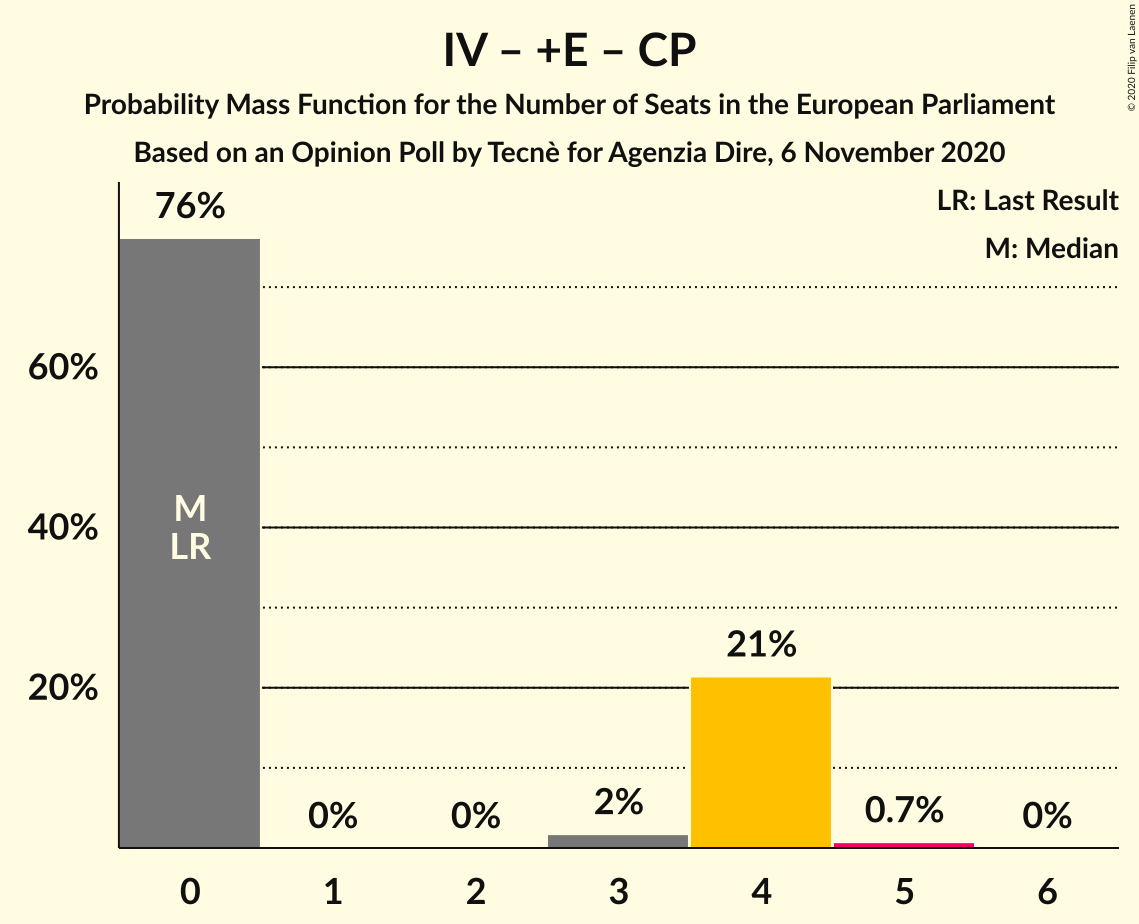 IV – +E – CP
Probability Mass Function for the Number of Seats in the European Parliament
Based on an Opinion Poll by Tecnè for Agenzia Dire, 6 November 2020
© 2020 Filip van Laenen
LR: Last Result
M: Median
76%
60%
40%
20%
M
LR
0%
0%
2%
21%
0.7%
0%
0
1
2
3
4
5
6